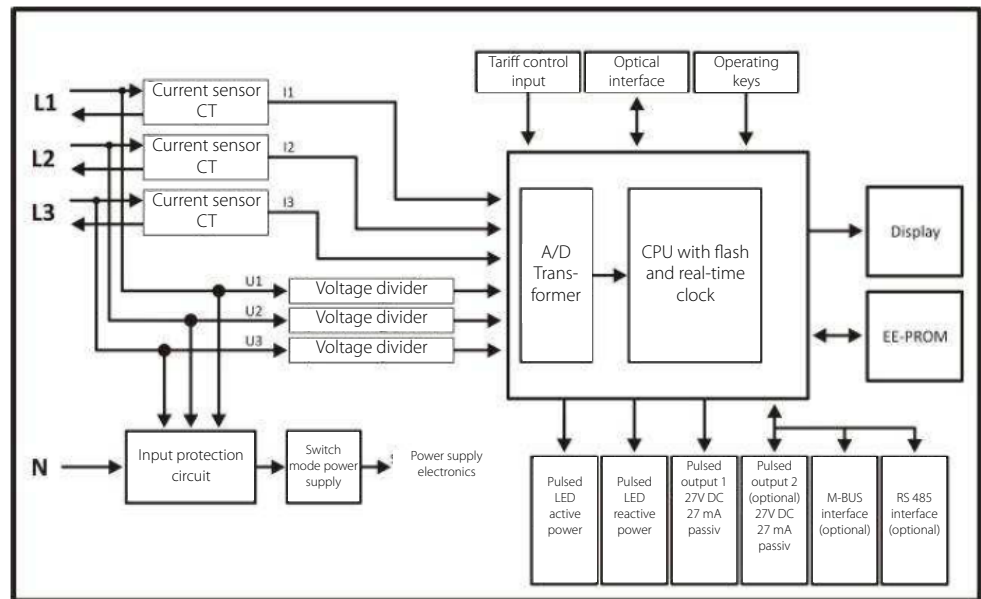 Tariff control
input
Optical
interface
Operating
keys
L1
Current sensor
CT
I1
L2
Current sensor
CT
I2
L3
Current sensor
CT
I3
A/D
Trans-
former
CPU with flash
and real-time
clock
Display
EE-PROM
U1
Voltage divider
U2
Voltage divider
U3
Voltage divider
N
Input protection
circuit
Switch
mode power
supply
Power supply
electronics
Pulsed
LED
active
power
Pulsed
LED
reactive
power
Pulsed
output 1
27V DC
27 mA
passiv
Pulsed
output 2
(optional)
27V DC
27 mA
passiv
M-BUS
interface
(optional)
RS 485
interface
(optional)